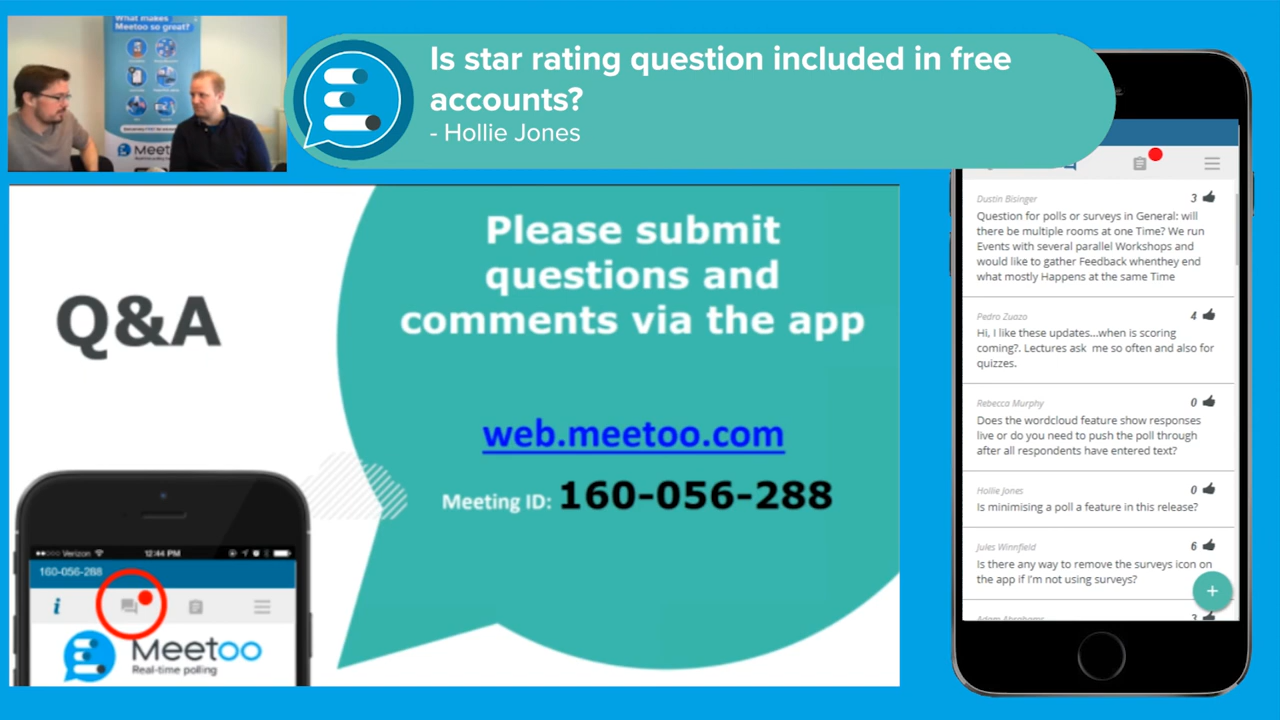 What makes
Meetoo so great?
Meet
Is star rating question included in free
accounts?
- Hollie Jones
Q&A
Please submit
questions and
comments via the app
web.meetoo.com
Meeting ID: 160-056-288
Verizon
12:44 PM
160-056-288
i
Meetoo
Real-time polling
Dustin Bisinger
3
Question for polls or surveys in General: will
there be multiple rooms at one Time? We run
Events with several parallel Workshops and
would like to gather Feedback whenthey end
what mostly Happens at the same Time
Pedro Zuazo
4
Hi, I like these updates...when is scoring
coming?. Lectures ask me so often and also for
quizzes.
Rebecca Murphy
0
Does the wordcloud feature show responses
live or do you need to push the poll through
after all respondents have entered text?
Hollie Jones
0
Is minimising a poll a feature in this release?
Jules Winnfield
6
Is there any way to remove the surveys icon on
the app if I'm not using surveys?
+
Adam Abrahams
3